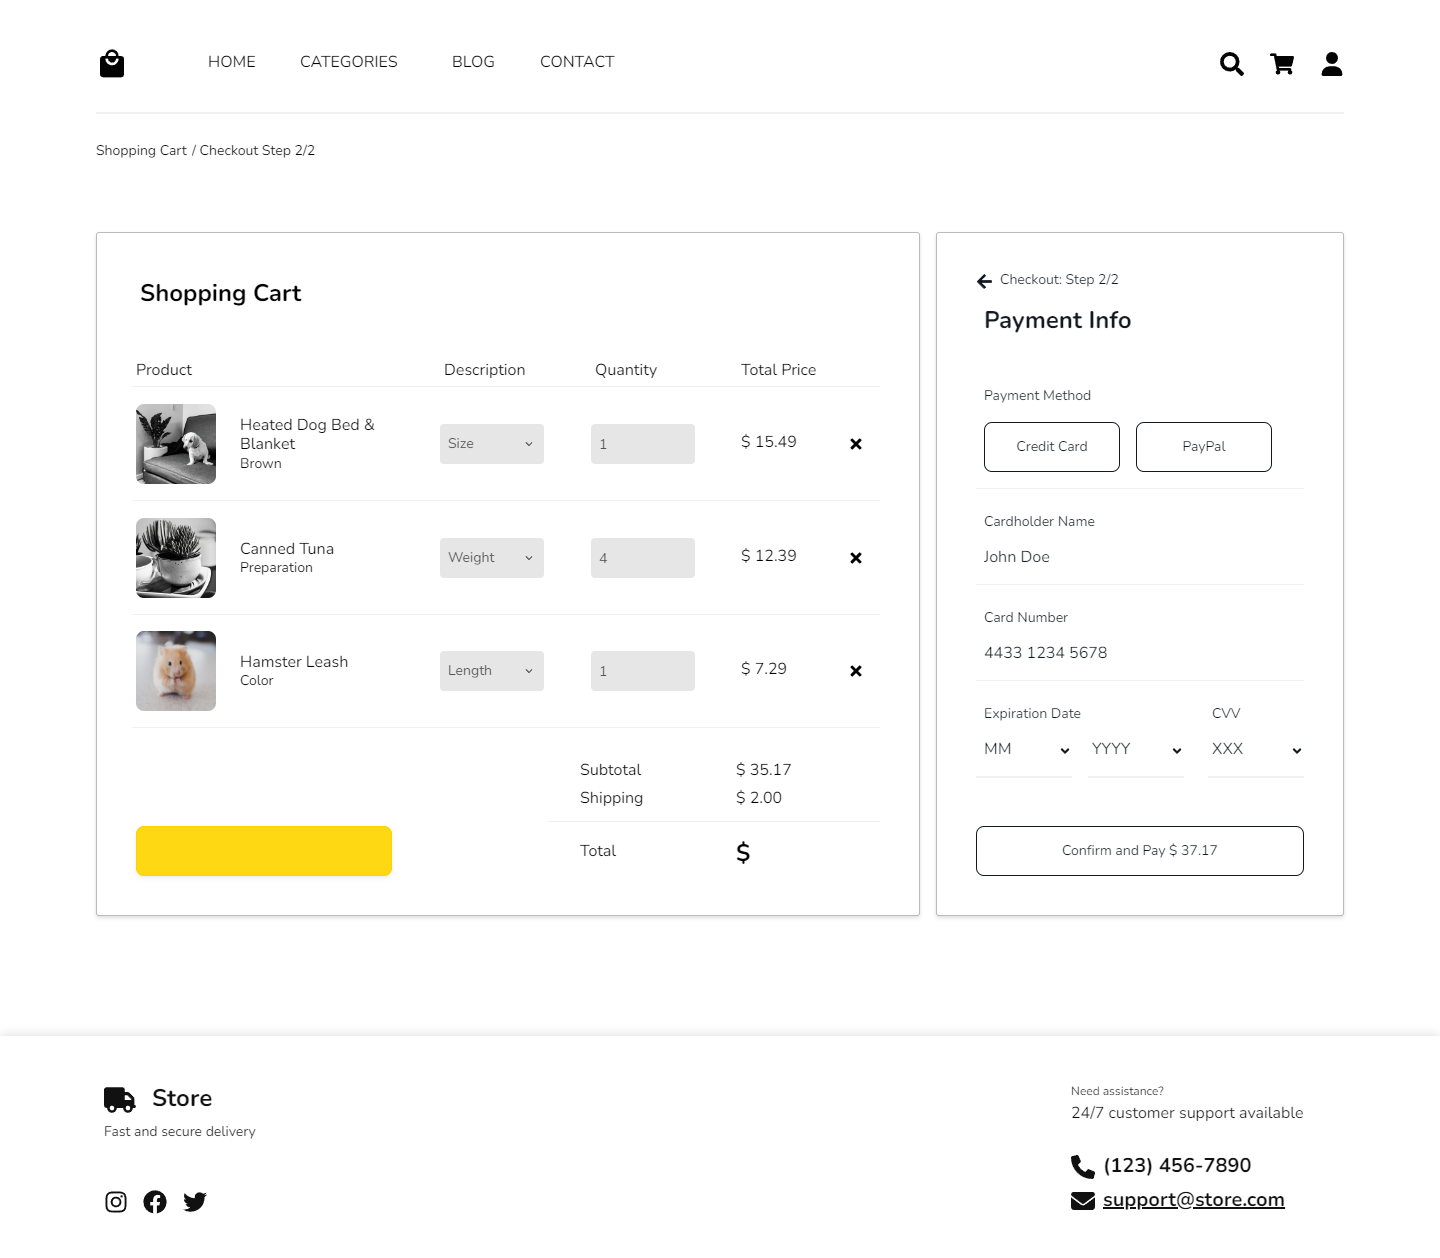 HOME CATEGORIES BLOG CONTACT
Shopping Cart / Checkout Step 2/2
Shopping Cart
Product Description Quantity Total Price
Heated Dog Bed &
Blanket
Brown
Size
1
$ 15.49
Canned Tuna
Preparation
Weight
4
$ 12.39
Hamster Leash
Color
Length
1
$ 7.29
Subtotal $ 35.17
Shipping $ 2.00
Total $
Checkout: Step 2/2
Payment Info
Payment Method
Credit Card PayPal
Cardholder Name
John Doe
Card Number
4433 1234 5678
Expiration Date CVV
MM YYYY XXX
Confirm and Pay $ 37.17
Store
Fast and secure delivery
Need assistance?
24/7 customer support available
(123) 456-7890
support@store.com